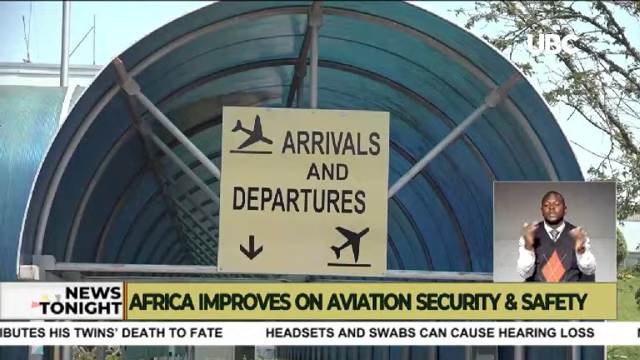 UBC
ARRIVALS
AND
DEPARTURES
NEWS
TONIGHT
AFRICA IMPROVES ON AVIATION SECURITY & SAFETY
IBUTES HIS TWINS' DEATH TO FATE HEADSETS AND SWABS CAN CAUSE HEARING LOSS